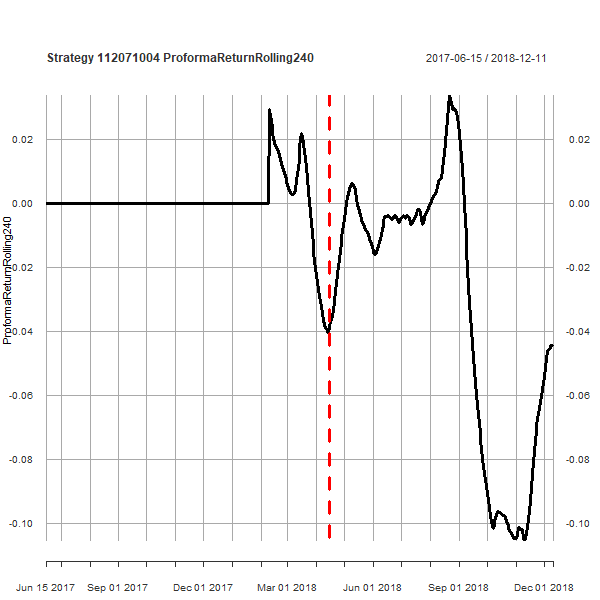 Strategy 112071004 ProformaReturnRolling240
2017-06-15 / 2018-12-11
ProformaReturnRolling240
0.02 0.02
0.00 0.00
-0.02 -0.02
-0.04 -0.04
-0.06 -0.06
-0.08 -0.08
-0.10 -0.10
Jun 15 2017 Sep 01 2017 Dec 01 2017 Mar 01 2018 Jun 01 2018 Sep 01 2018 Dec 01 2018